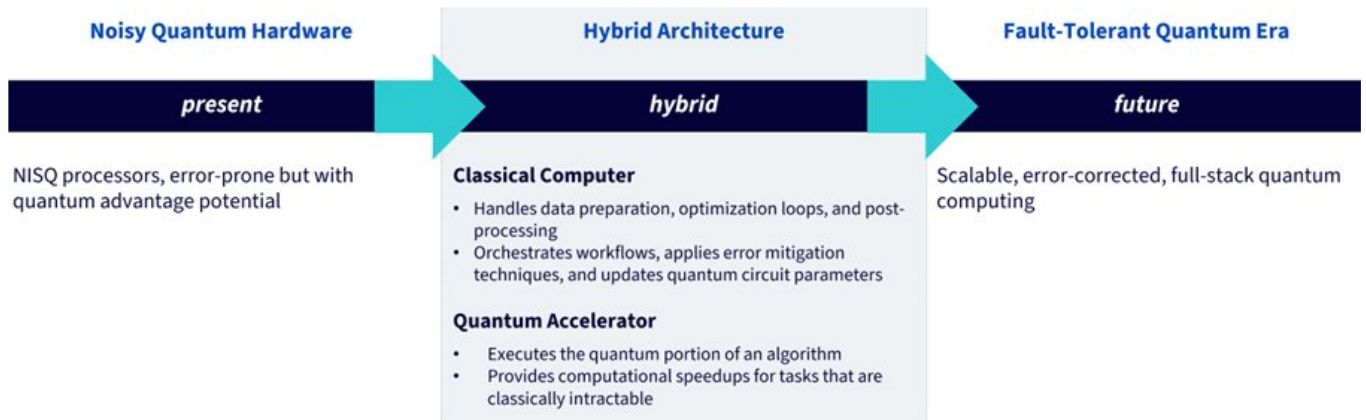 Noisy Quantum Hardware
Hybrid Architecture
Fault-Tolerant Quantum Era
present
hybrid
future
NISQ processors, error-prone but with
quantum advantage potential
Classical Computer
• Handles data preparation, optimization loops, and post-
processing
• Orchestrates workflows, applies error mitigation
techniques, and updates quantum circuit parameters
Quantum Accelerator
• Executes the quantum portion of an algorithm
• Provides computational speedups for tasks that are
classically intractable
Scalable, error-corrected, full-stack quantum
computing